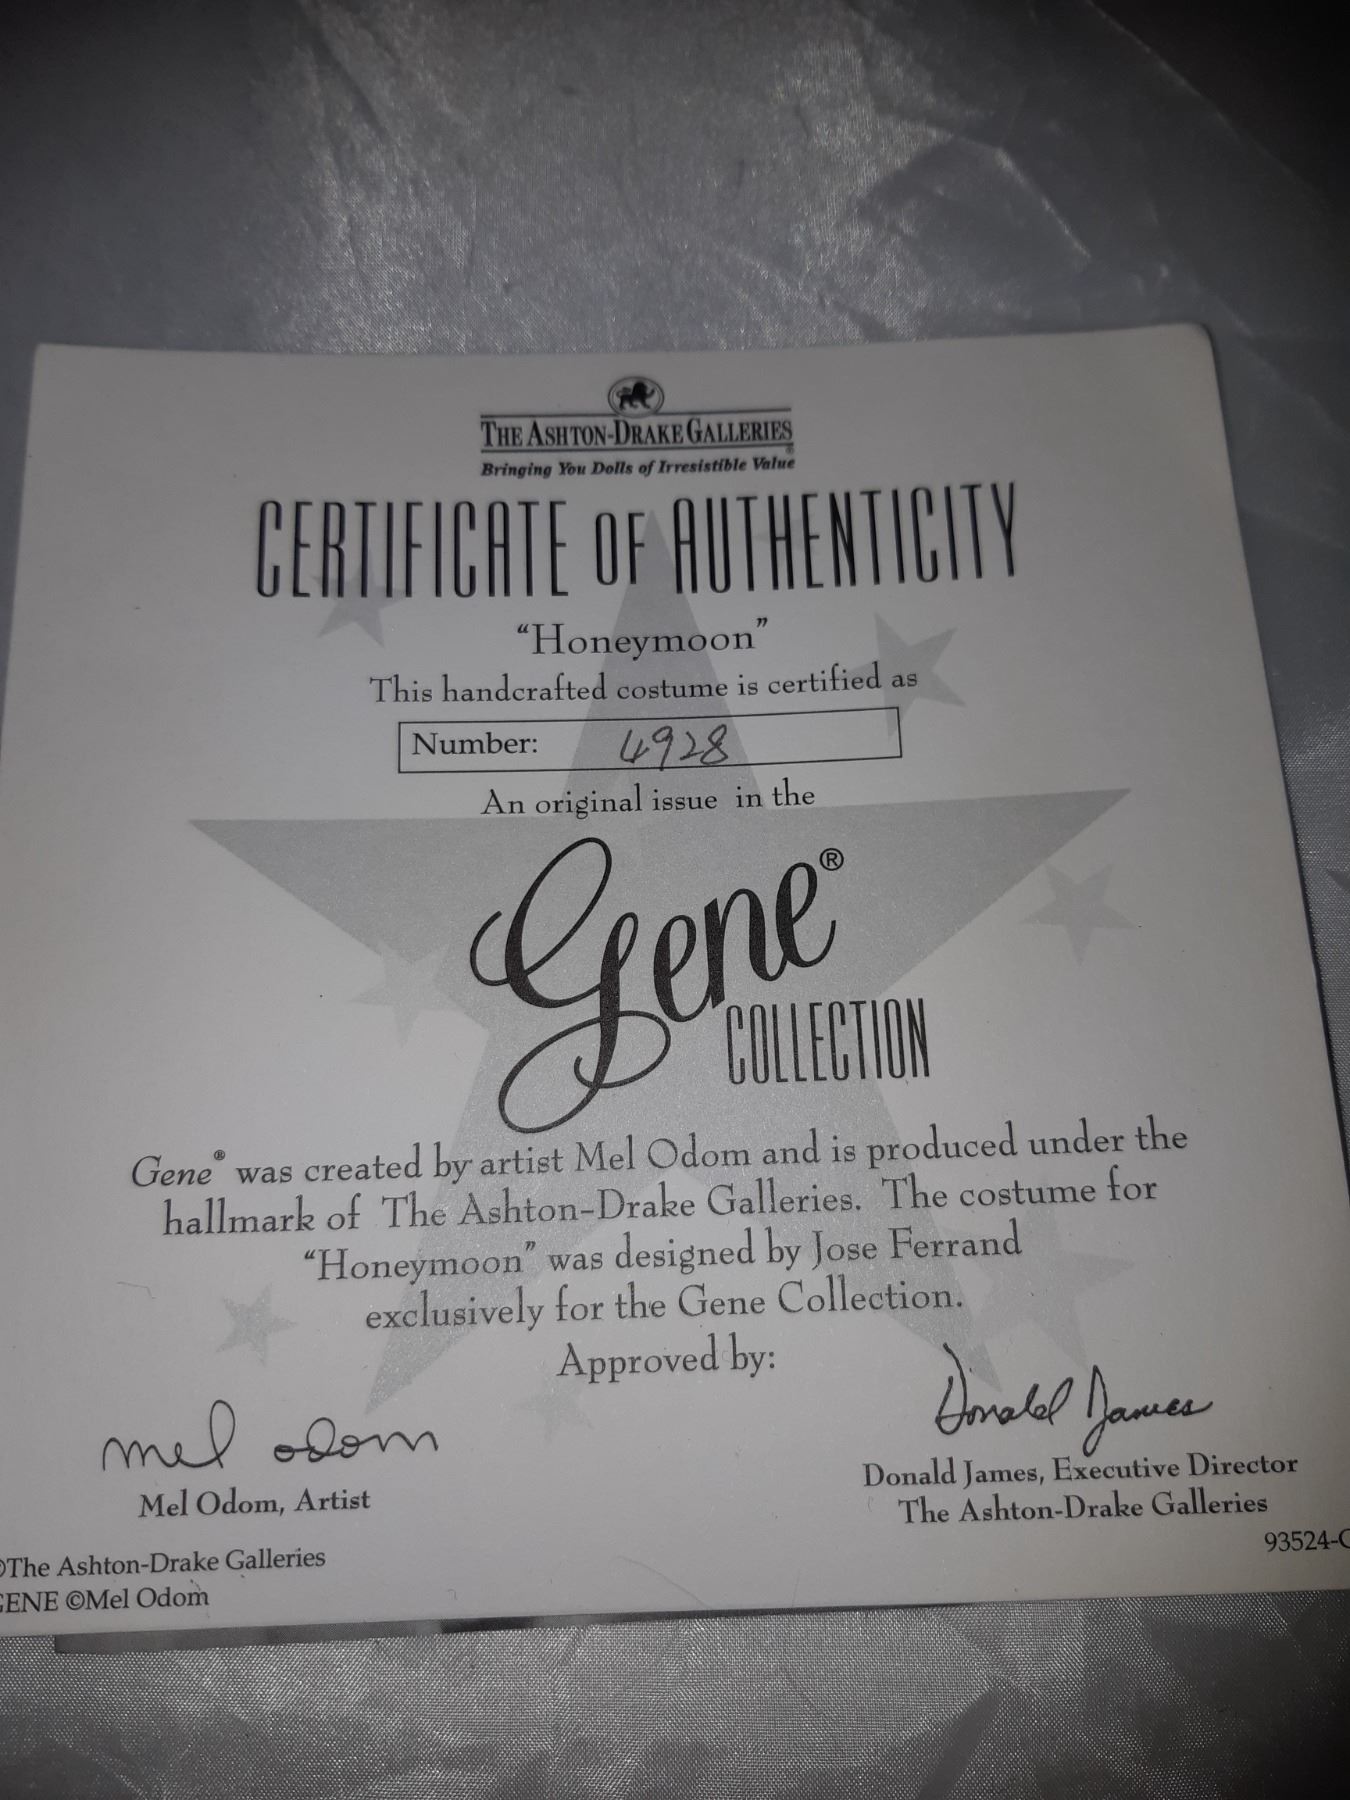 THE ASHTON-DRAKE GALLERIES
®
Bringing You Dolls of Irresistible Value
CERTIFICATE OF AUTHENTICITY
“Honeymoon”
This handcrafted costume is certified as
Number: 4928
An original issue in the
Gene®
COLLECTION
Gene® was created by artist Mel Odom and is produced under the
hallmark of The Ashton-Drake Galleries. The costume for
“Honeymoon” was designed by Jose Ferrand
exclusively for the Gene Collection.
Approved by:
mel odom
Donald James
Mel Odom, Artist
Donald James, Executive Director
The Ashton-Drake Galleries
©The Ashton-Drake Galleries
GENE ©Mel Odom
93524-C